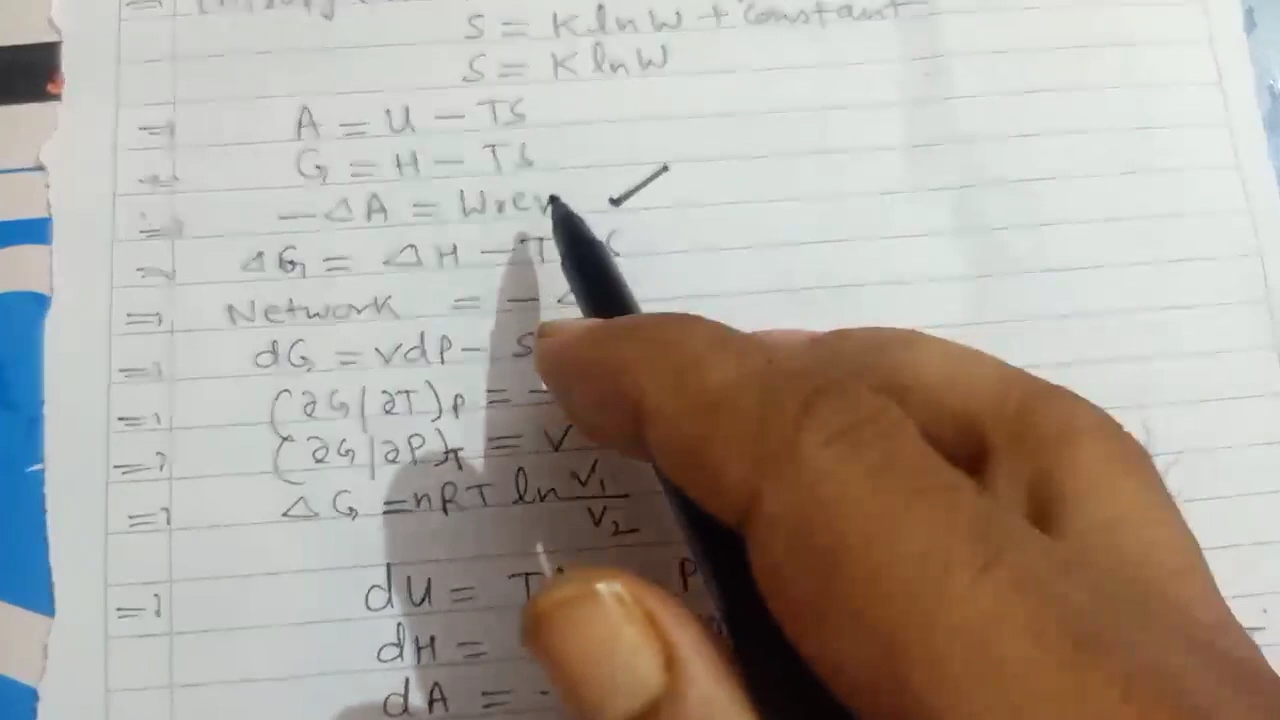 S = K ln W + Constant
S = K ln W
=> A = U - TS
=> G = H - TS
=> -ΔA = Wrev
=> ΔG = ΔH - T
=> Network = -
=> dG = vdP - S
=> (∂G/∂T)P = -
=> (∂G/∂P)T = V
=> ΔG = nRT ln V1/V2
=> dU = T P
dH =
dA = -